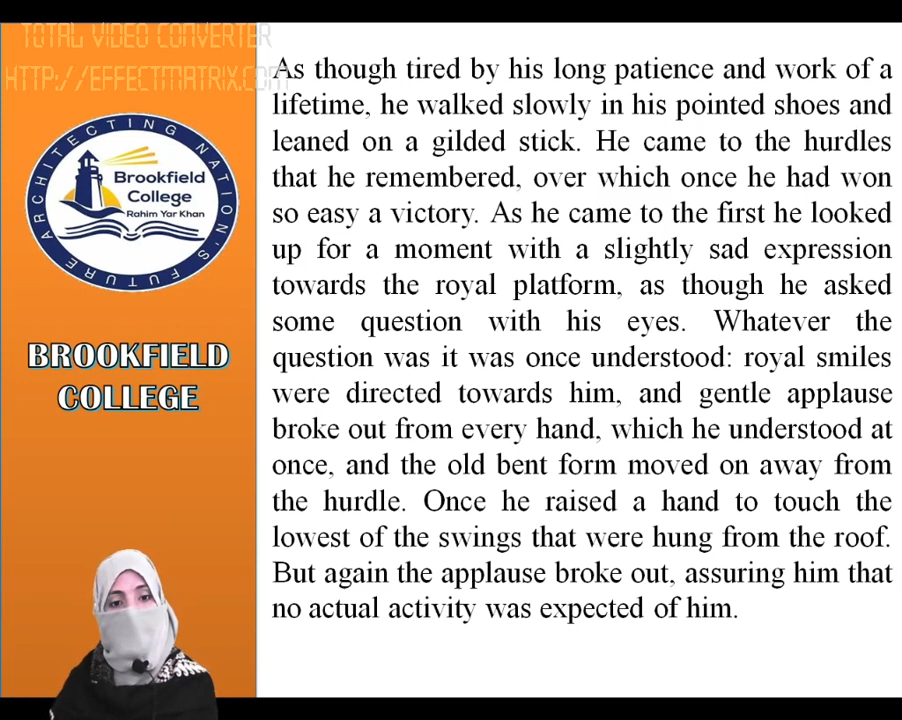 TOTAL VIDEO CONVERTER
HTTP://EFFECTMATRIX.COM
ARCHITECTING NATION'S FUTURE
Brookfield
College
Rahim Yar Khan
BROOKFIELD
COLLEGE
As though tired by his long patience and work of a
lifetime, he walked slowly in his pointed shoes and
leaned on a gilded stick. He came to the hurdles
that he remembered, over which once he had won
so easy a victory. As he came to the first he looked
up for a moment with a slightly sad expression
towards the royal platform, as though he asked
some question with his eyes. Whatever the
question was it was once understood: royal smiles
were directed towards him, and gentle applause
broke out from every hand, which he understood at
once, and the old bent form moved on away from
the hurdle. Once he raised a hand to touch the
lowest of the swings that were hung from the roof.
But again the applause broke out, assuring him that
no actual activity was expected of him.